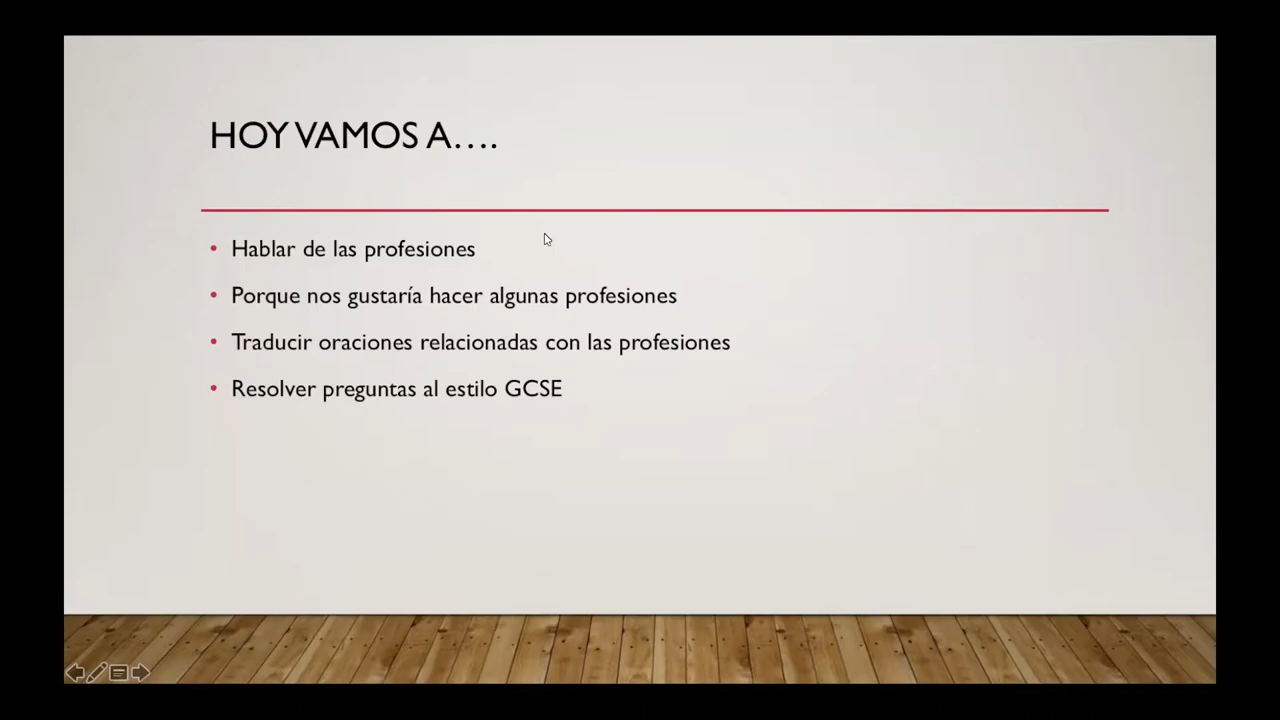 HOY VAMOS A….
• Hablar de las profesiones
• Porque nos gustaría hacer algunas profesiones
• Traducir oraciones relacionadas con las profesiones
• Resolver preguntas al estilo GCSE